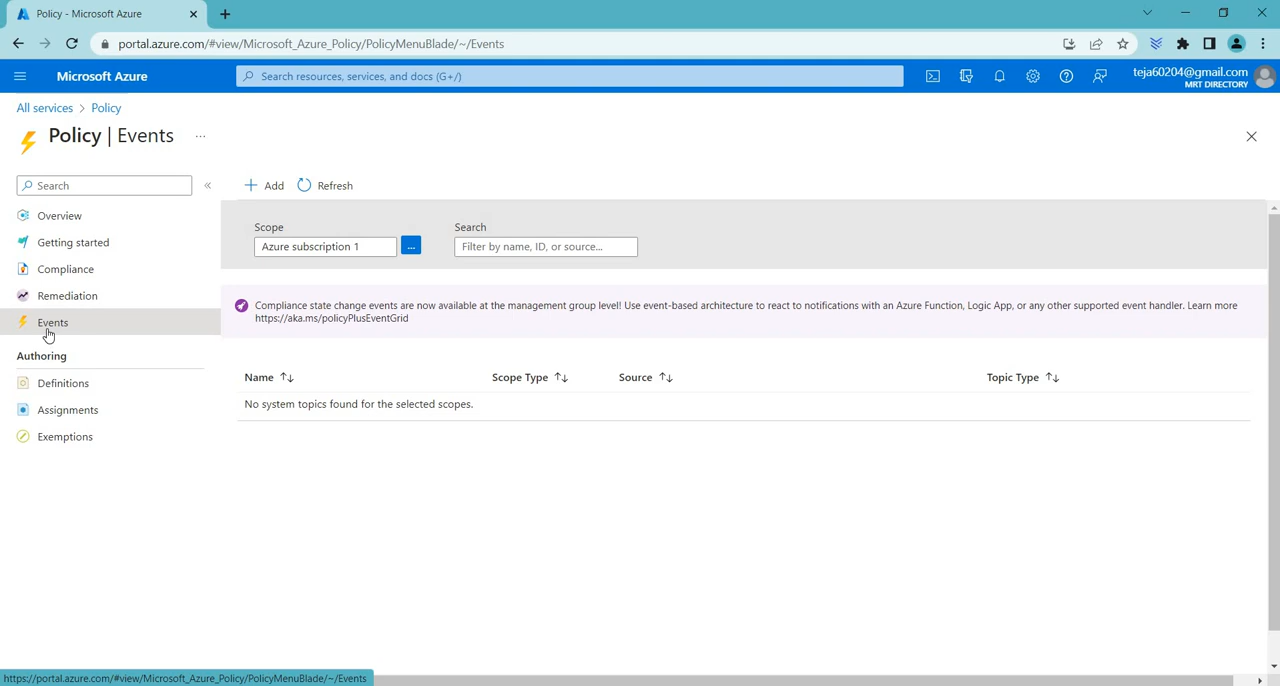 Policy - Microsoft Azure
portal.azure.com/#view/Microsoft_Azure_Policy/PolicyMenuBlade/~/Events
Microsoft Azure
Search resources, services, and docs (G+/)
teja60204@gmail.com
MRT DIRECTORY
All services > Policy
Policy | Events ...
Search
«
Add
Refresh
Overview
Getting started
Compliance
Remediation
Events
Authoring
Definitions
Assignments
Exemptions
Scope
Search
Azure subscription 1
...
Filter by name, ID, or source...
Compliance state change events are now available at the management group level! Use event-based architecture to react to notifications with an Azure Function, Logic App, or any other supported event handler. Learn more
https://aka.ms/policyPlusEventGrid
Name ↑↓ Scope Type ↑↓ Source ↑↓ Topic Type ↑↓
No system topics found for the selected scopes.
https://portal.azure.com/#view/Microsoft_Azure_Policy/PolicyMenuBlade/~/Events